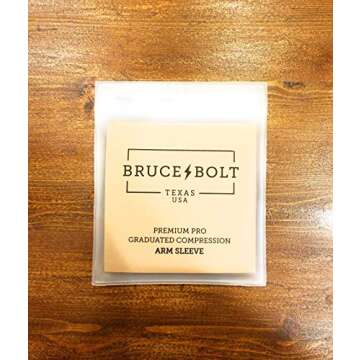 BRUCE⚡BOLT
TEXAS
USA
PREMIUM PRO
GRADUATED COMPRESSION
ARM SLEEVE